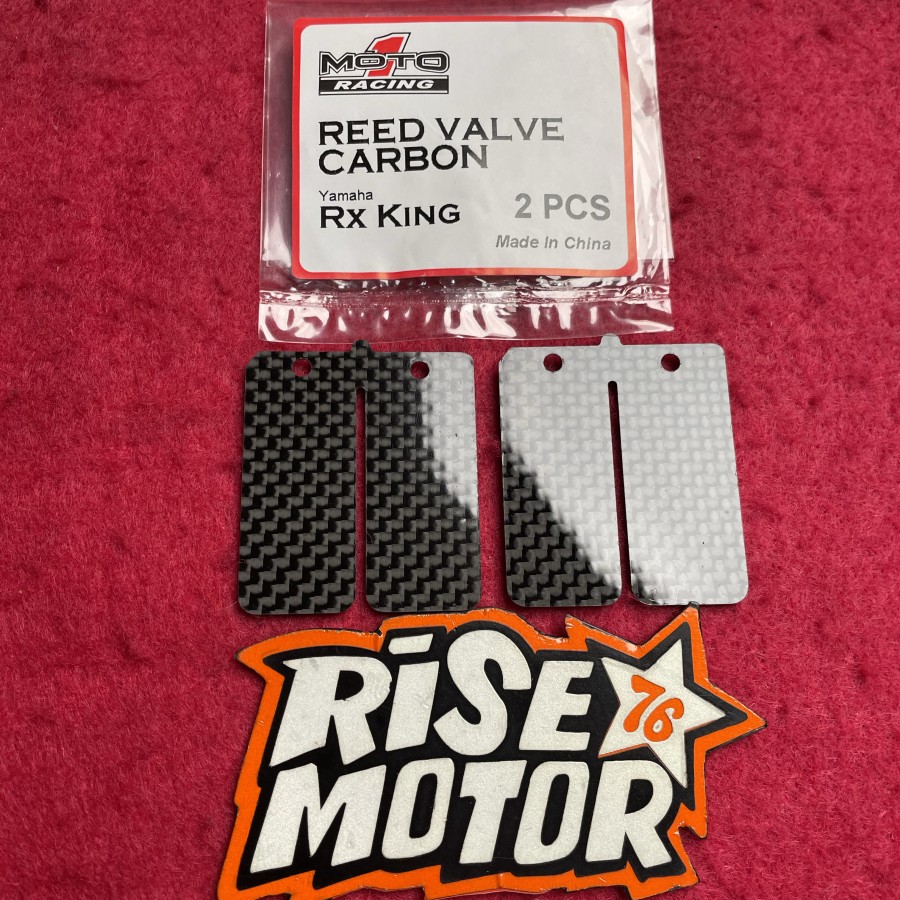 MOTO 1
RACING
REED VALVE
CARBON
Yamaha
RX KING
2 PCS
Made In China
RiSE
76
MOTOR